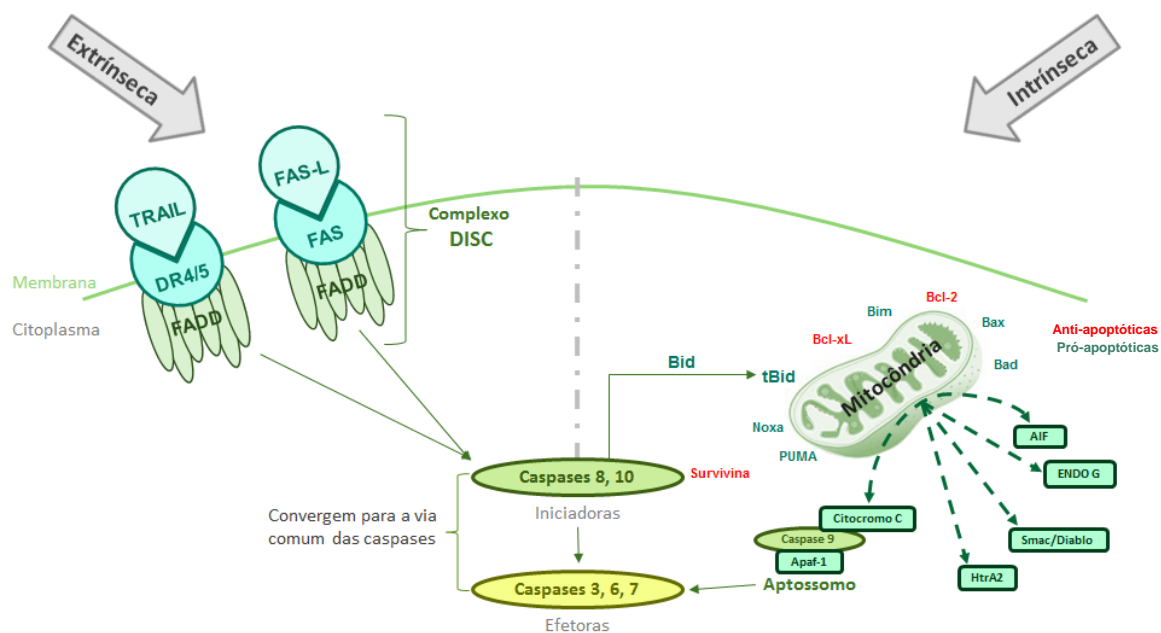 Extrínseca
Intrínseca
FAS-L
TRAIL
FAS
Complexo
DISC
DR4/5
FADD
Membrana
FADD
Citoplasma
Bcl-2
Bim
Bax
Anti-apoptóticas
Bcl-xL
Pró-apoptóticas
Bid
tBid
Mitocôndria
Bad
Noxa
AIF
PUMA
Caspases 8, 10
Survivina
ENDO G
Iniciadoras
Convergem para a via
comum das caspases
Citocromo C
Caspase 9
Smac/Diablo
Apaf-1
HtrA2
Caspases 3, 6, 7
Aptossomo
Efetoras